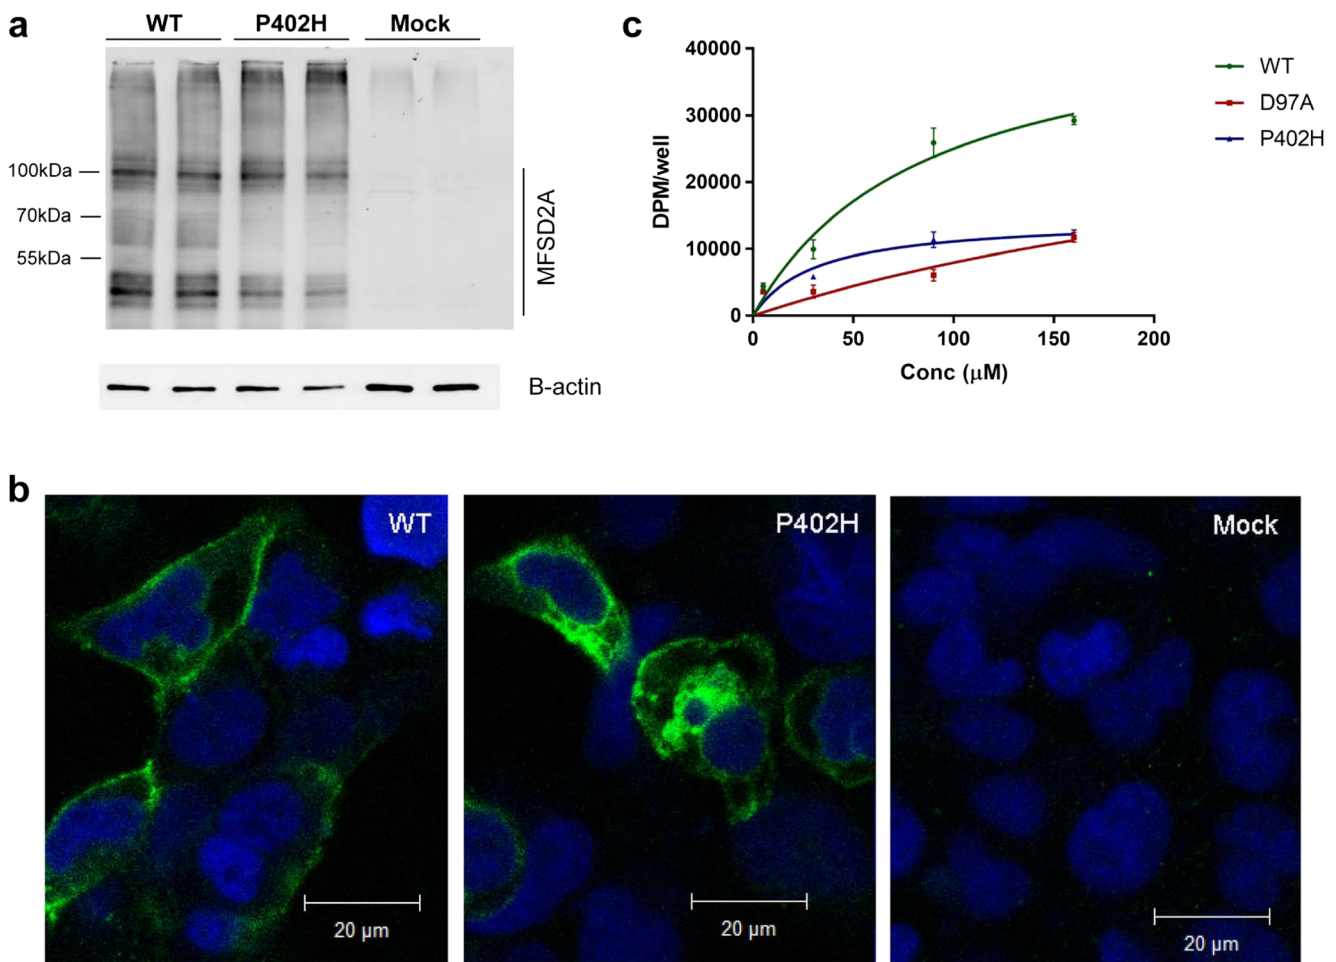 a
WT P402H Mock
100kDa
70kDa
55kDa
MFSD2A
B-actin
c
40000
30000
20000
10000
0
DPM/well
0 50 100 150 200
Conc (μM)
WT
D97A
P402H
b
WT
20 μm
P402H
20 μm
Mock
20 μm